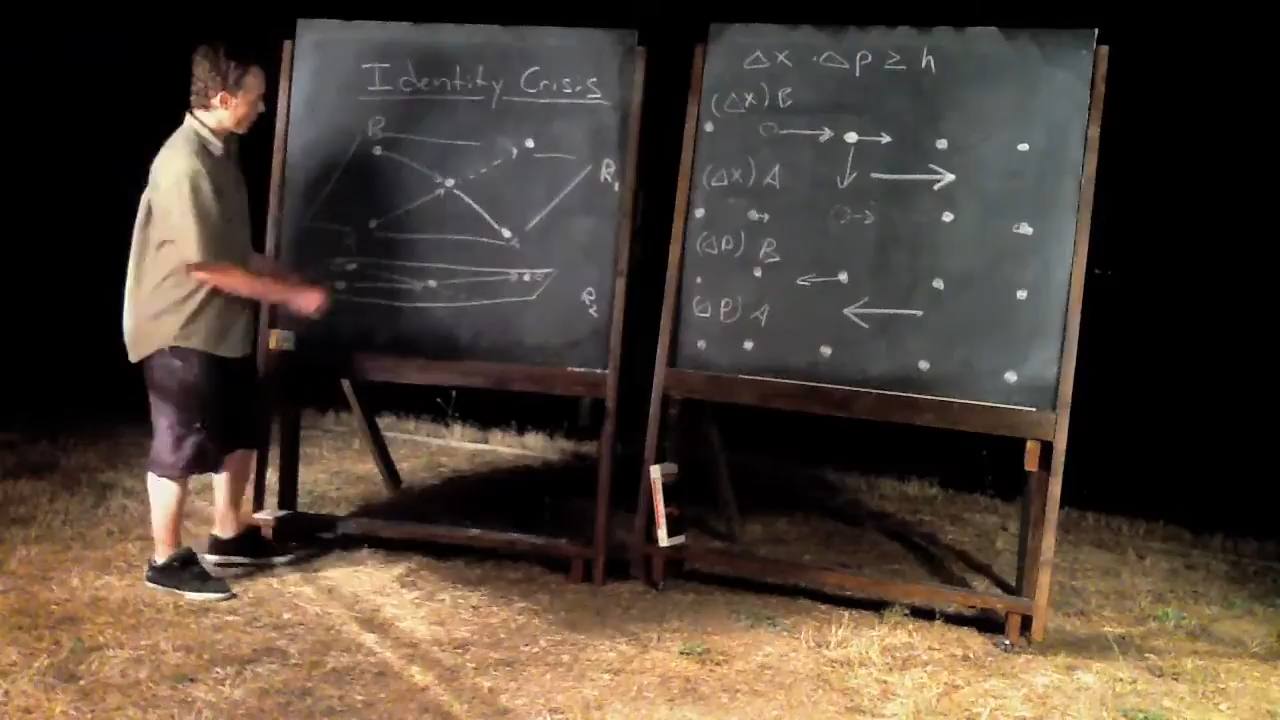 Identity Crisis
B
R₁
R₂
Δx · Δp ≥ h
(Δx) B
(Δx) A
(Δp) B
(Δp) A